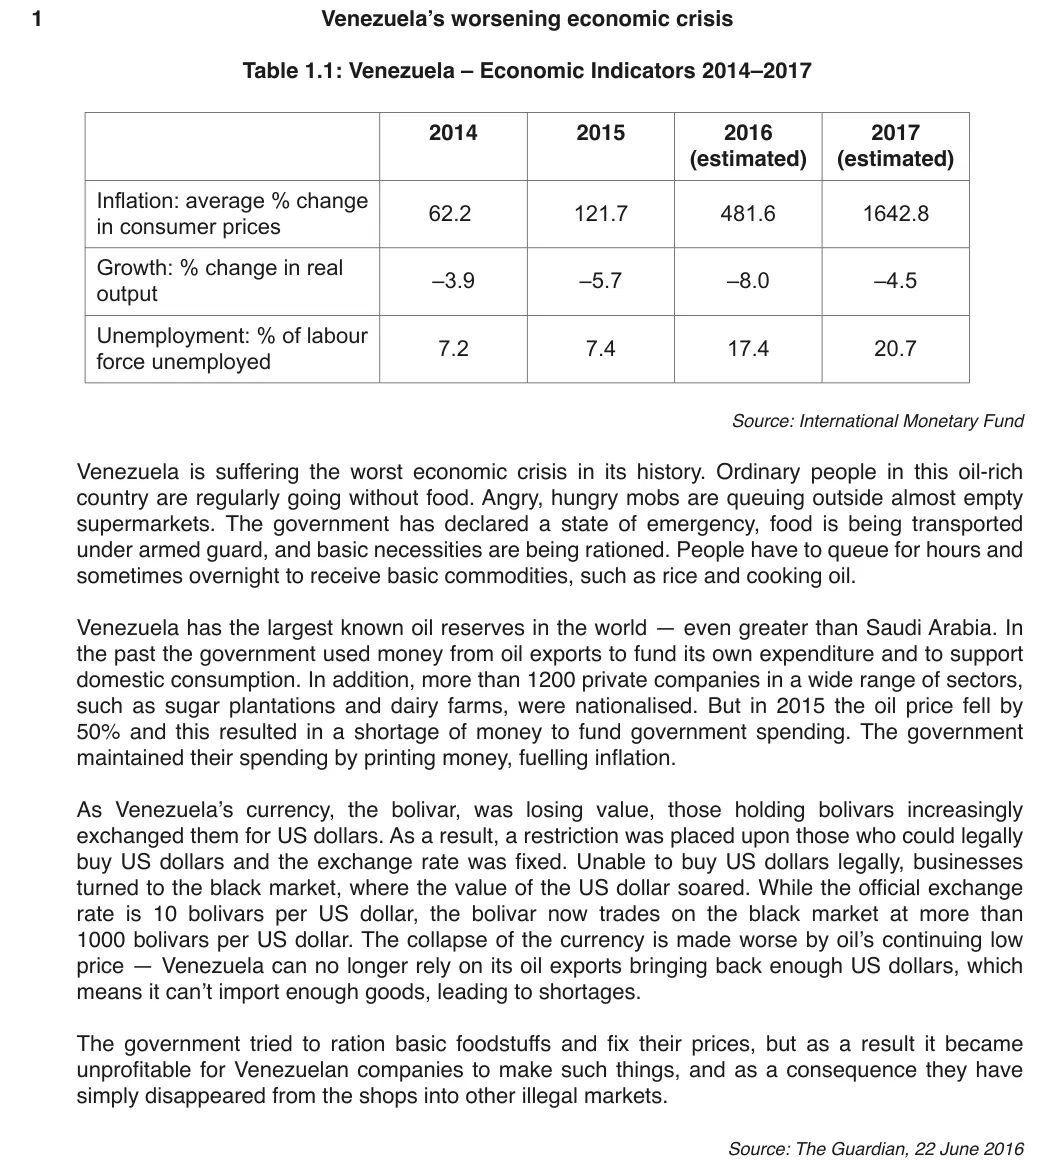 1 Venezuela’s worsening economic crisis
Table 1.1: Venezuela – Economic Indicators 2014–2017
2014 2015 2016 2017
(estimated) (estimated)
Inflation: average % change
in consumer prices 62.2 121.7 481.6 1642.8
Growth: % change in real
output –3.9 –5.7 –8.0 –4.5
Unemployment: % of labour
force unemployed 7.2 7.4 17.4 20.7
Source: International Monetary Fund
Venezuela is suffering the worst economic crisis in its history. Ordinary people in this oil-rich
country are regularly going without food. Angry, hungry mobs are queuing outside almost empty
supermarkets. The government has declared a state of emergency, food is being transported
under armed guard, and basic necessities are being rationed. People have to queue for hours and
sometimes overnight to receive basic commodities, such as rice and cooking oil.
Venezuela has the largest known oil reserves in the world — even greater than Saudi Arabia. In
the past the government used money from oil exports to fund its own expenditure and to support
domestic consumption. In addition, more than 1200 private companies in a wide range of sectors,
such as sugar plantations and dairy farms, were nationalised. But in 2015 the oil price fell by
50% and this resulted in a shortage of money to fund government spending. The government
maintained their spending by printing money, fuelling inflation.
As Venezuela’s currency, the bolivar, was losing value, those holding bolivars increasingly
exchanged them for US dollars. As a result, a restriction was placed upon those who could legally
buy US dollars and the exchange rate was fixed. Unable to buy US dollars legally, businesses
turned to the black market, where the value of the US dollar soared. While the official exchange
rate is 10 bolivars per US dollar, the bolivar now trades on the black market at more than
1000 bolivars per US dollar. The collapse of the currency is made worse by oil’s continuing low
price — Venezuela can no longer rely on its oil exports bringing back enough US dollars, which
means it can’t import enough goods, leading to shortages.
The government tried to ration basic foodstuffs and fix their prices, but as a result it became
unprofitable for Venezuelan companies to make such things, and as a consequence they have
simply disappeared from the shops into other illegal markets.
Source: The Guardian, 22 June 2016